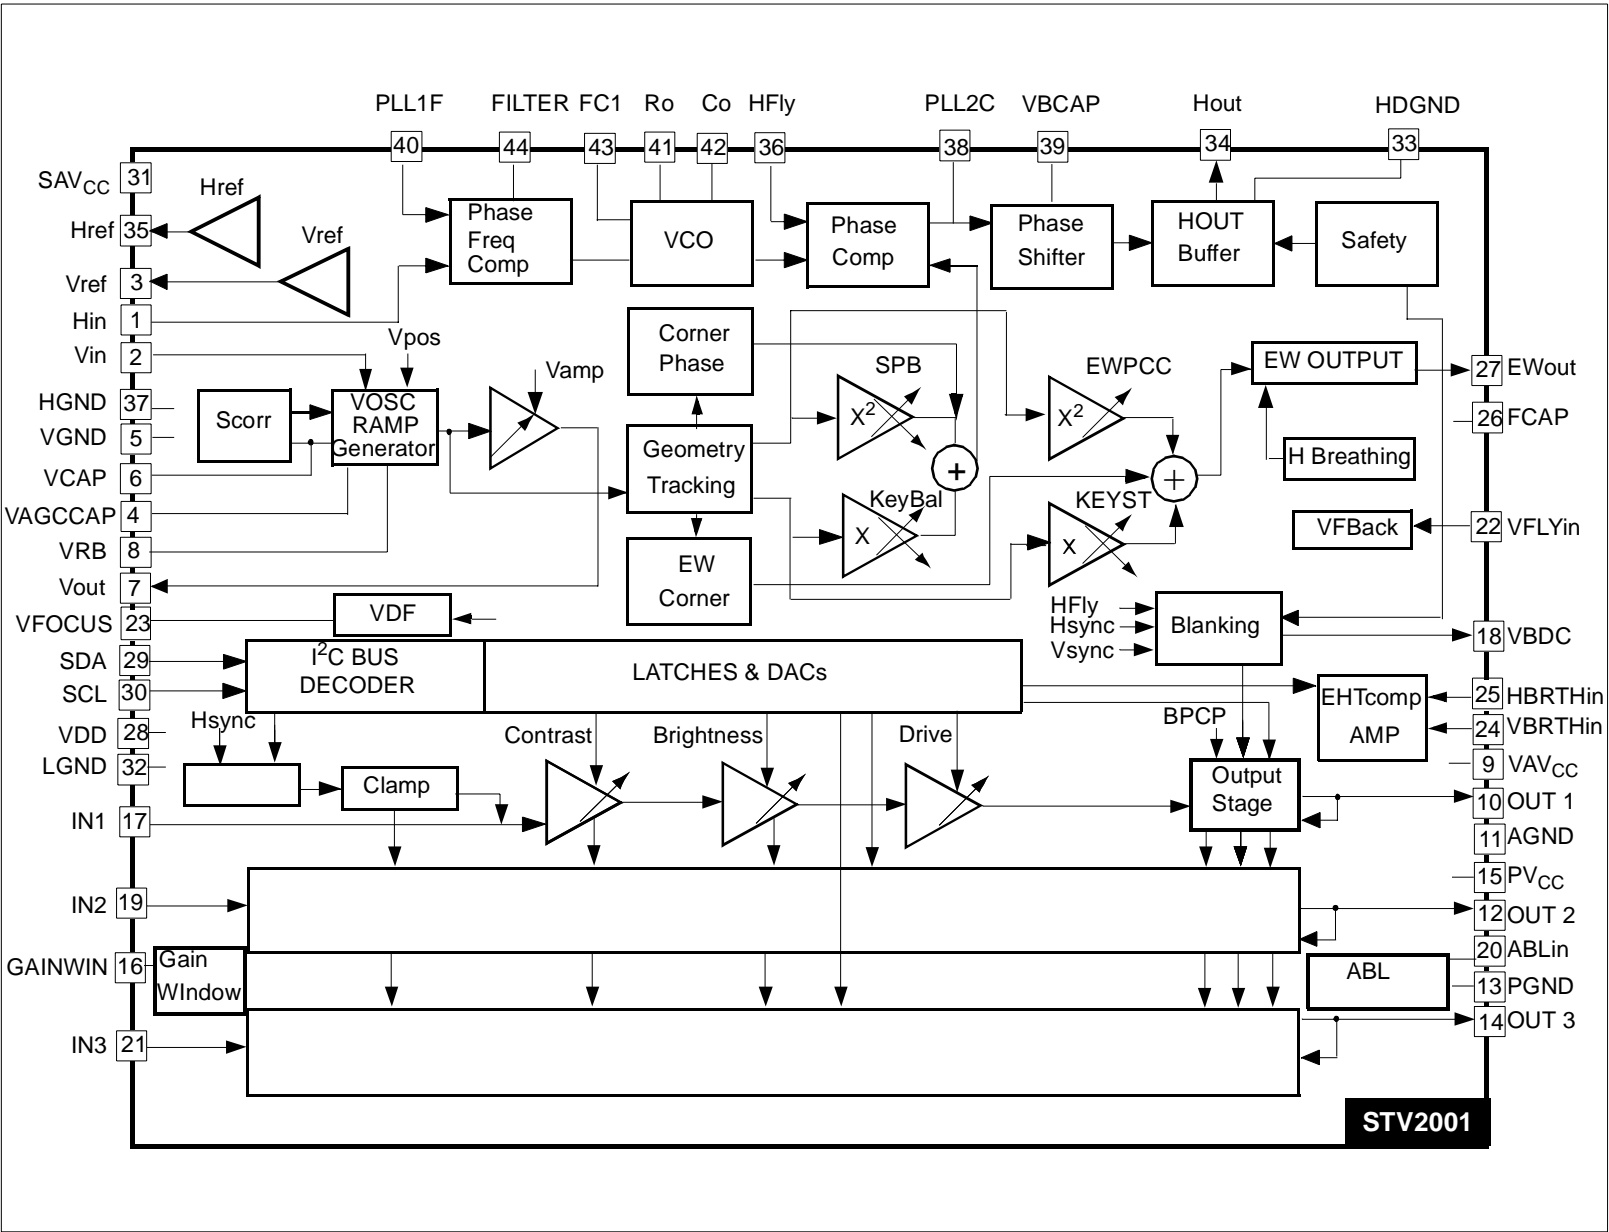 PLL1F FILTER FC1 Ro Co HFly PLL2C VBCAP Hout HDGND
40 44 43 41 42 36 38 39 34 33
SAVCC 31
Href
Href 35
Vref
Vref 3
Hin 1
Vin 2
HGND 37
VGND 5
VCAP 6
VAGCCAP 4
VRB 8
Vout 7
VFOCUS 23
SDA 29
SCL 30
VDD 28
LGND 32
IN1 17
IN2 19
GAINWIN 16
IN3 21
Phase
Freq
Comp
VCO
Phase
Comp
Phase
Shifter
HOUT
Buffer
Safety
Vpos
Scorr
VOSC
RAMP
Generator
Vamp
Corner
Phase
Geometry
Tracking
EW
Corner
SPB
X2
KeyBal
X
+
EWPCC
X2
KEYST
X
+
EW OUTPUT
H Breathing
VFBack
VDF
I2C BUS
DECODER
LATCHES & DACs
HFly
Hsync
Vsync
Blanking
EHTcomp
AMP
BPCP
Hsync
Clamp
Contrast
Brightness
Drive
Output
Stage
Gain
WIndow
ABL
27 EWout
26 FCAP
22 VFLYin
18 VBDC
25 HBRTHin
24 VBRTHin
9 VAVCC
10 OUT 1
11 AGND
15 PVCC
12 OUT 2
20 ABLin
13 PGND
14 OUT 3
STV2001